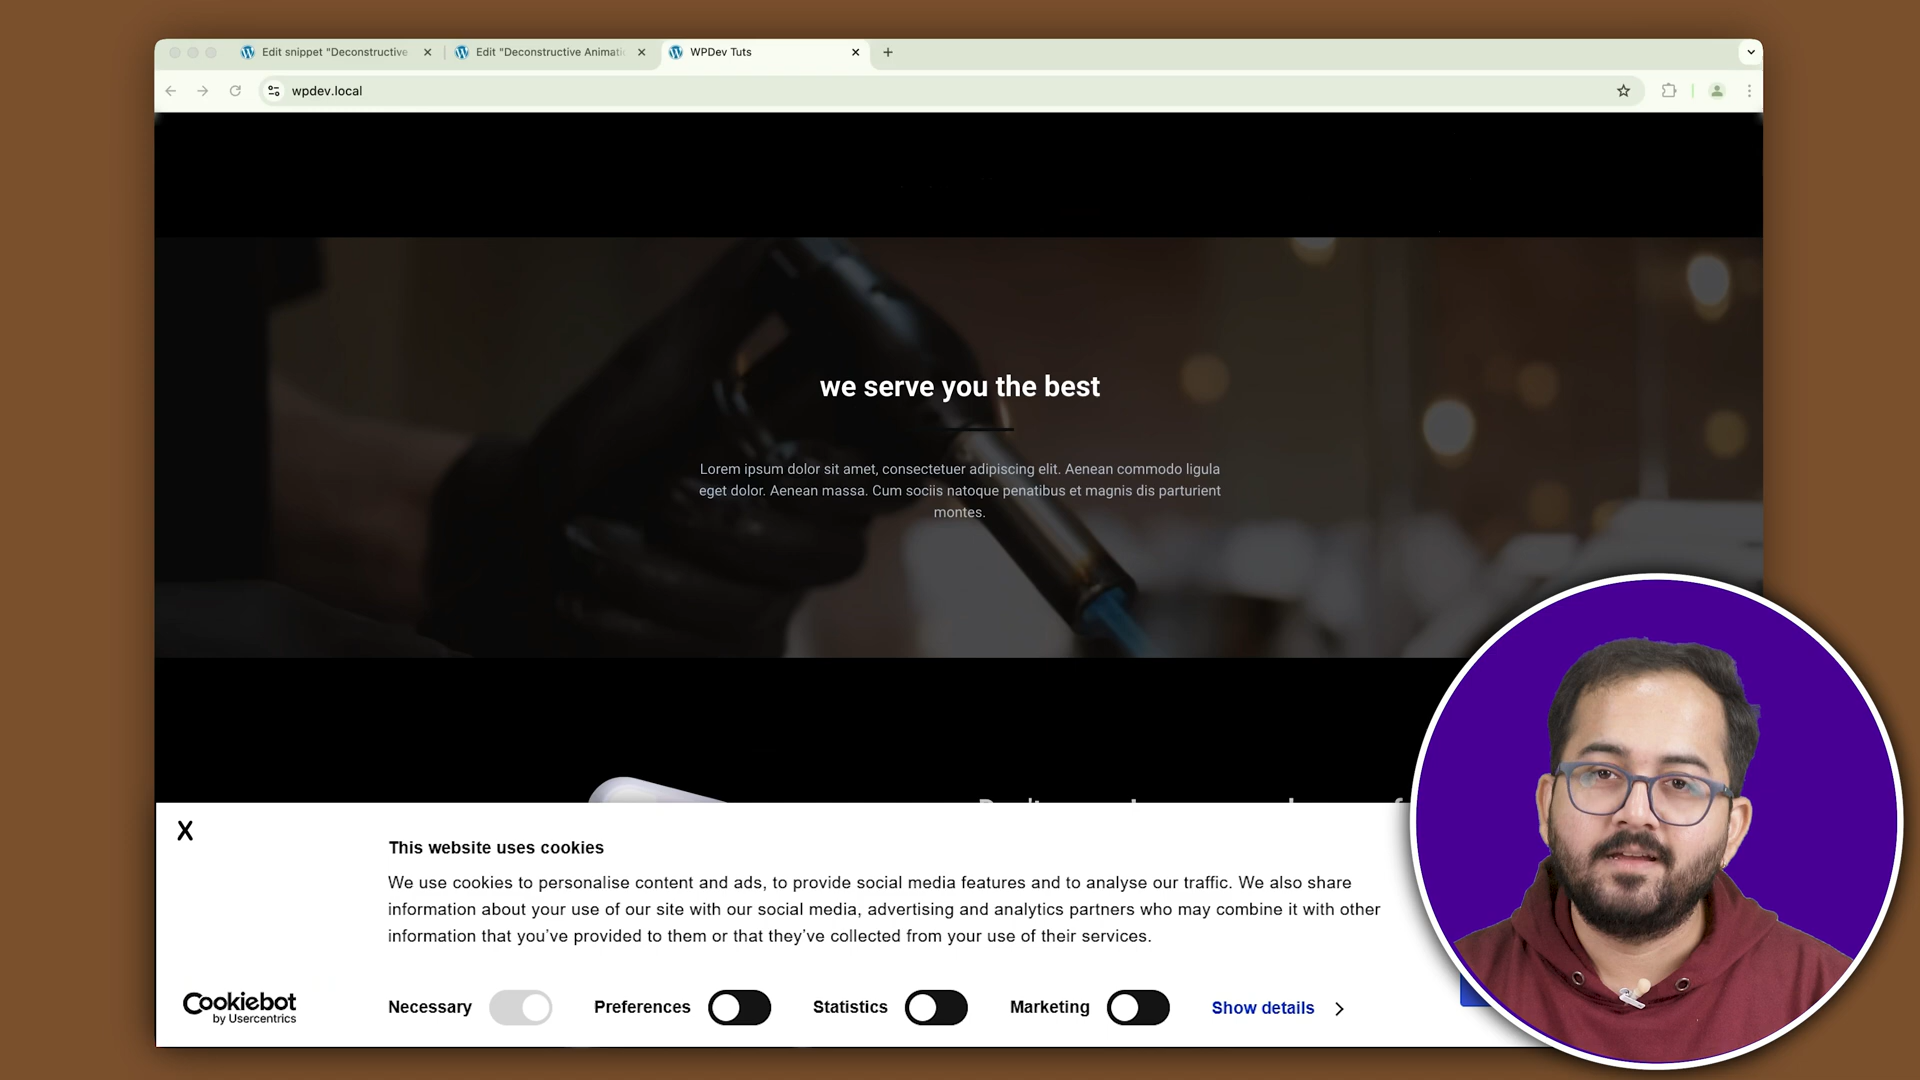 Edit snippet "Deconstructive
Edit "Deconstructive Animati
WPDev Tuts
wpdev.local
we serve you the best
Lorem ipsum dolor sit amet, consectetuer adipiscing elit. Aenean commodo ligula
eget dolor. Aenean massa. Cum sociis natoque penatibus et magnis dis parturient
montes.
X
This website uses cookies
We use cookies to personalise content and ads, to provide social media features and to analyse our traffic. We also share
information about your use of our site with our social media, advertising and analytics partners who may combine it with other
information that you've provided to them or that they've collected from your use of their services.
Cookiebot
by Usercentrics
Necessary
Preferences
Statistics
Marketing
Show details